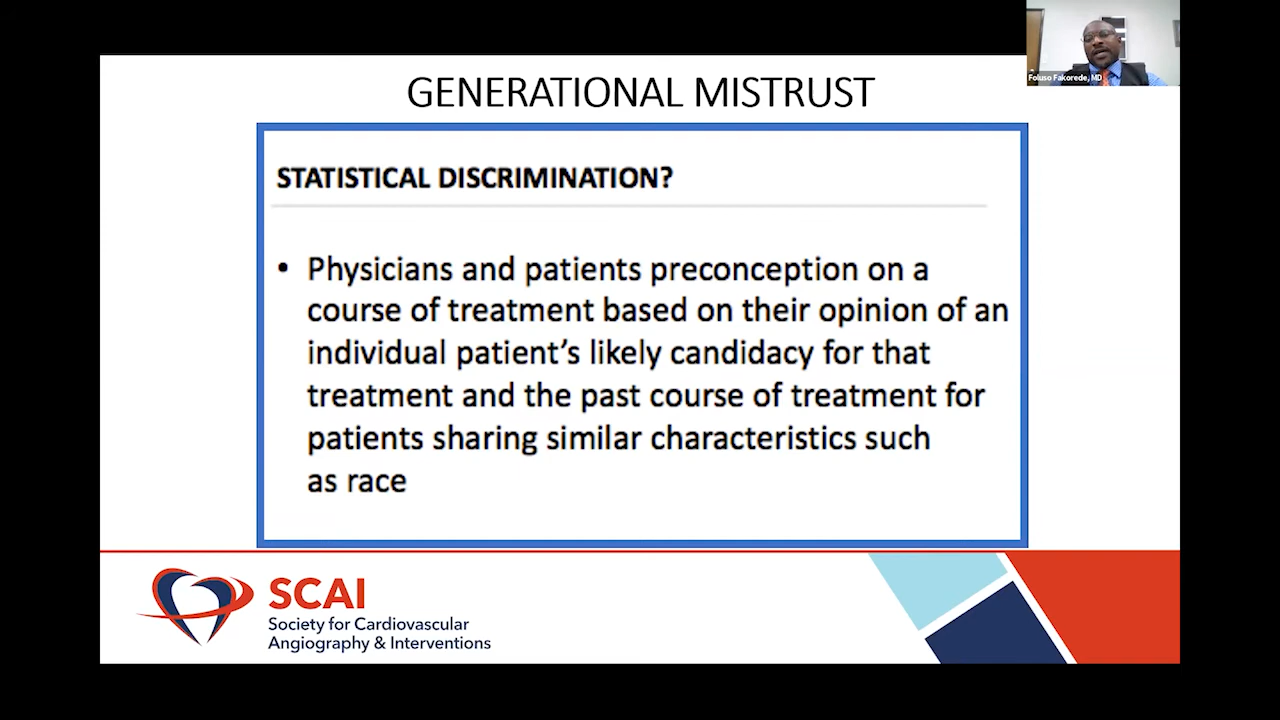 GENERATIONAL MISTRUST
Foluso Fakorede, MD
STATISTICAL DISCRIMINATION?
• Physicians and patients preconception on a
course of treatment based on their opinion of an
individual patient's likely candidacy for that
treatment and the past course of treatment for
patients sharing similar characteristics such
as race
SCAI
Society for Cardiovascular
Angiography & Interventions